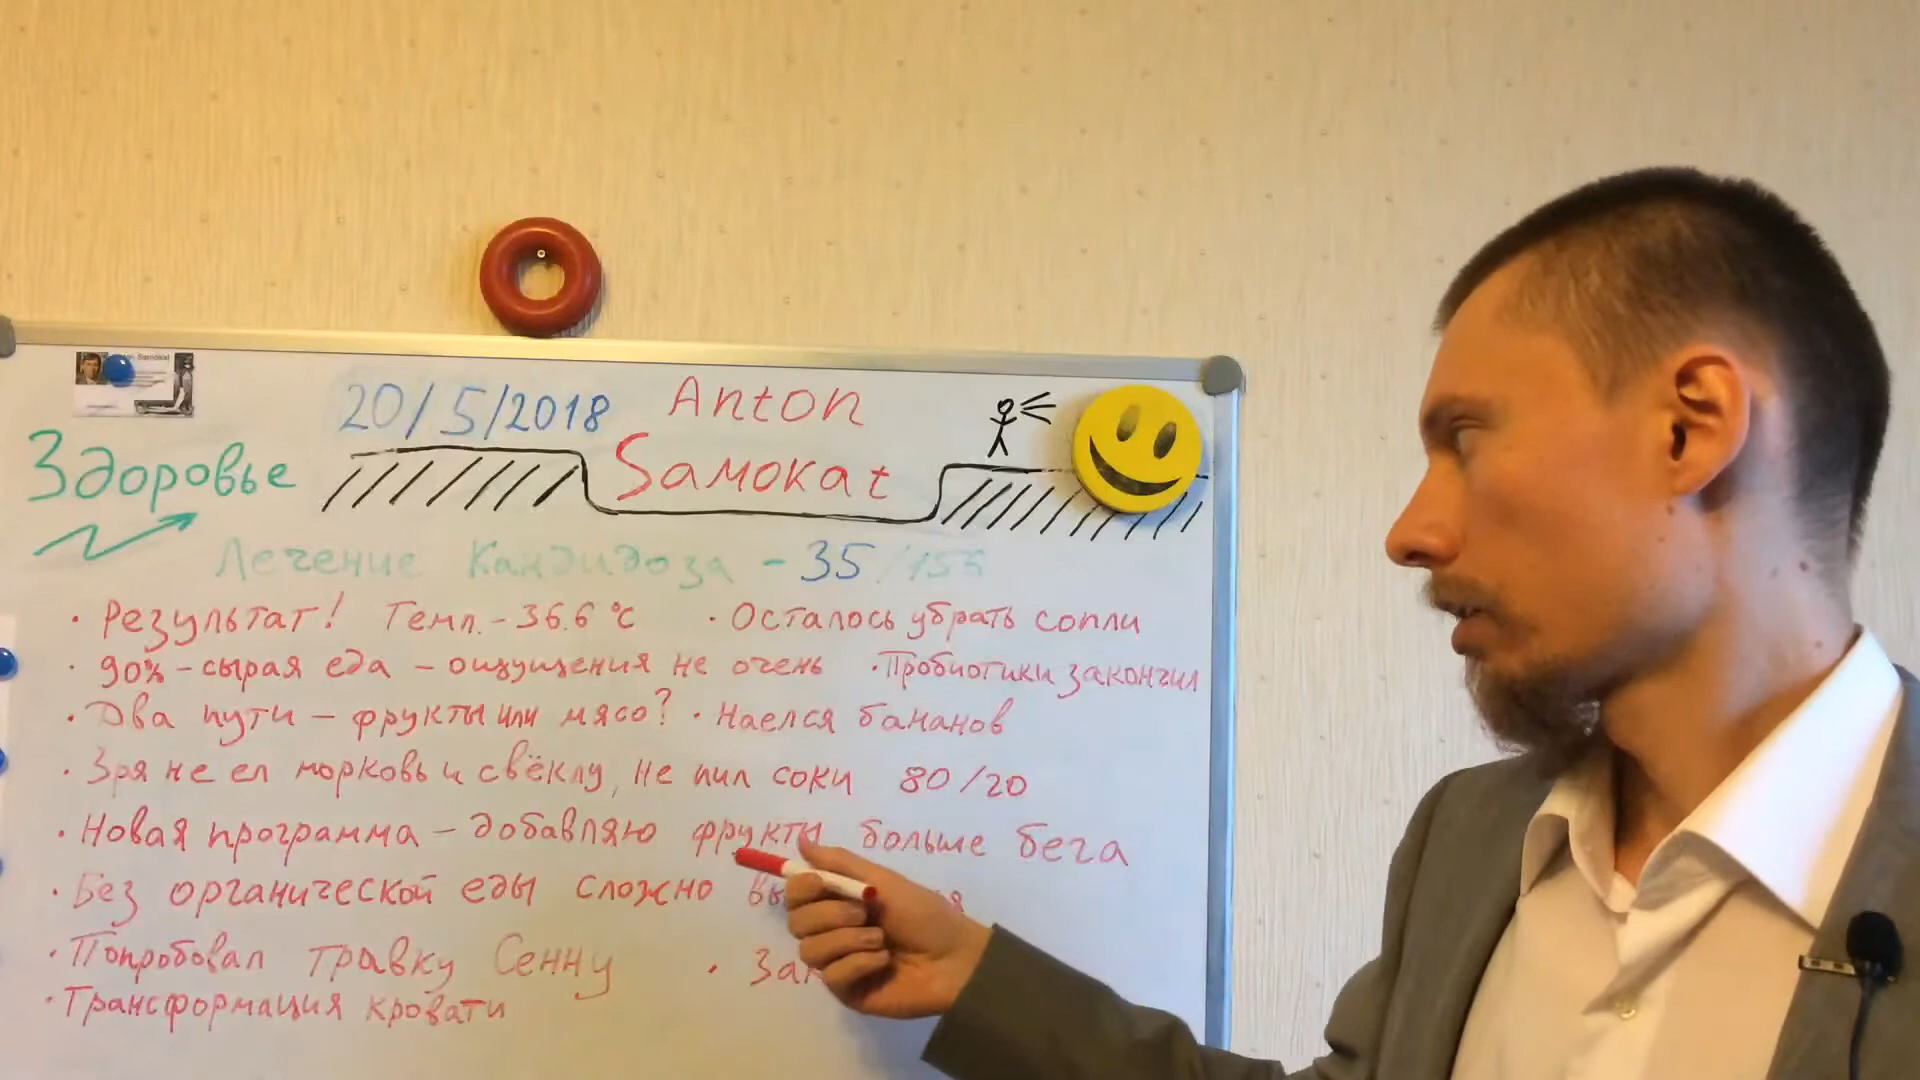 20/5/2018
Anton
Samokat
Здоровье
Лечение Кандидоза - 35/156
• Результат! Темп. - 36.6 °C • Осталось убрать сопли
• 90% - сырая еда - ощущения не очень • Пробиотики закончил
• Два пути - фрукты или мясо? • Наелся бананов
• Зря не ел морковь и свёклу, не пил соки 80/20
• Новая программа - добавляю фрукты больше бега
• Без органической еды сложно
• Попробовал травку Сенну •
• Трансформация кровати